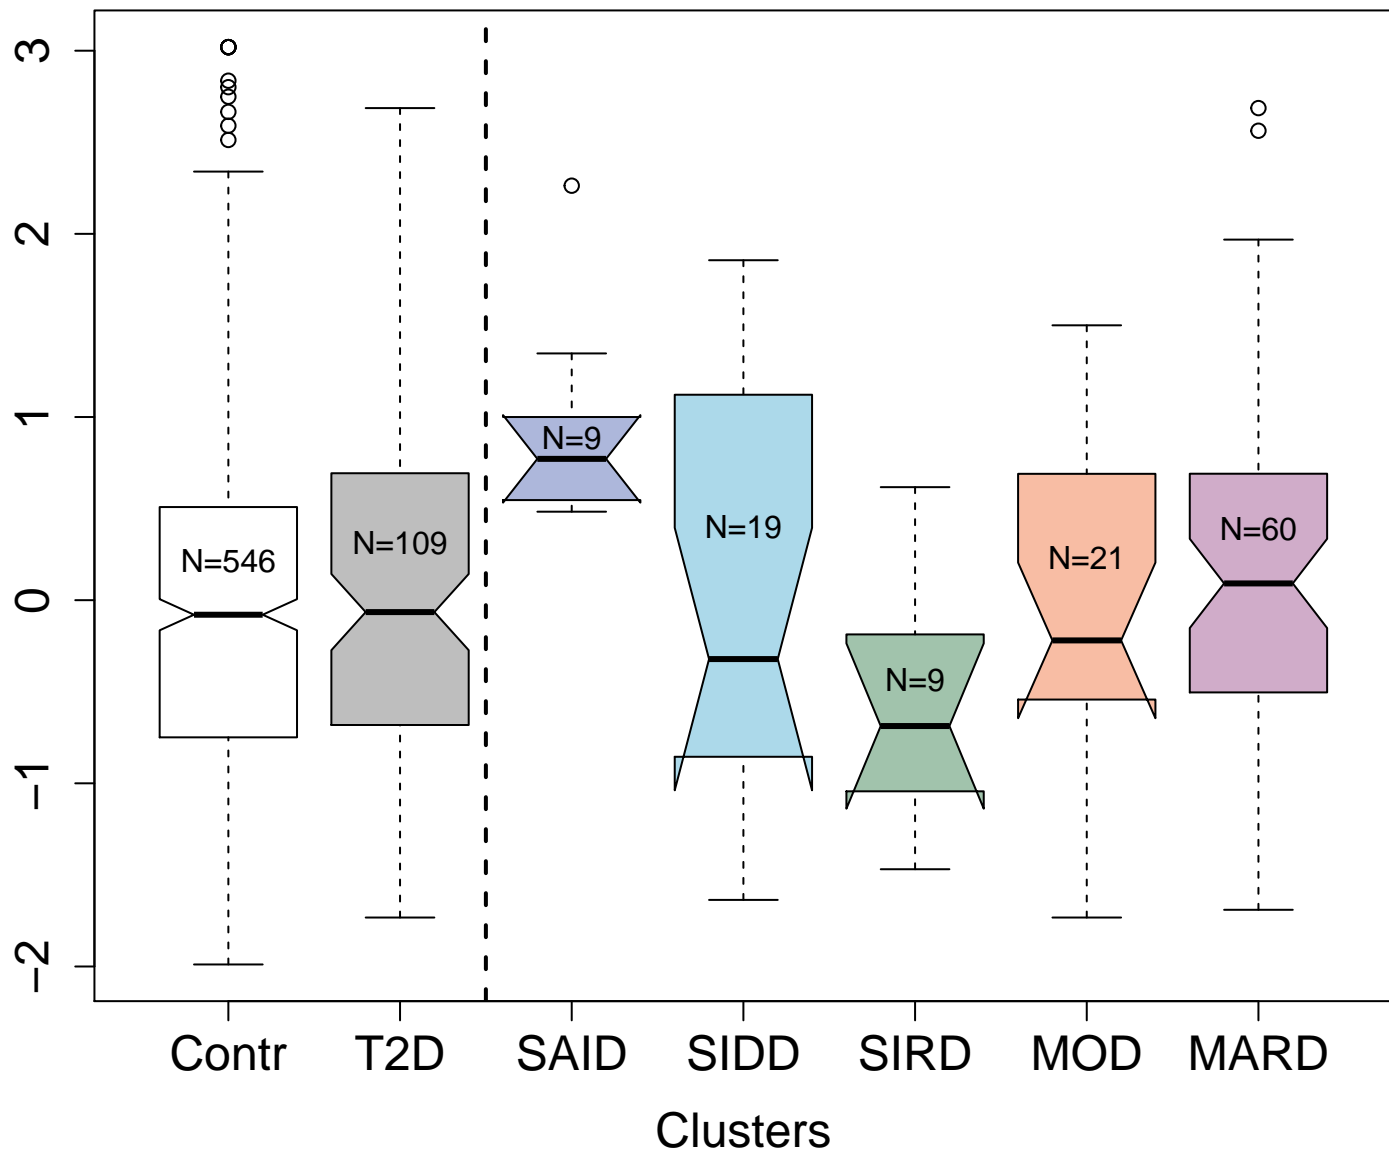 3
2
1
0
−1
−2
N=546
N=109
N=9
N=19
N=9
N=21
N=60
Contr T2D SAID SIDD SIRD MOD MARD
Clusters